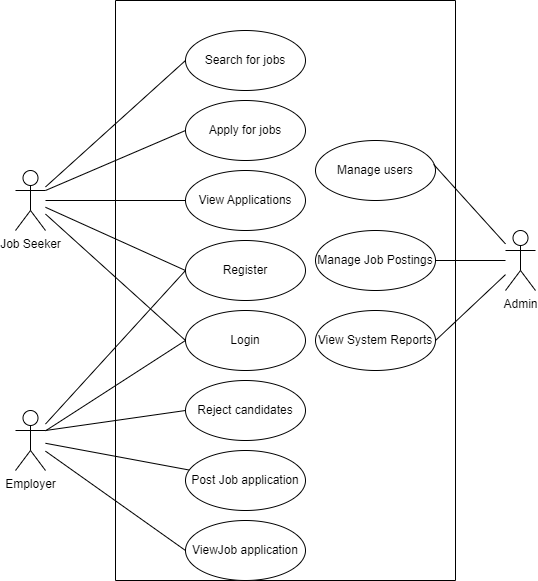 Search for jobs
Apply for jobs
Manage users
View Applications
Job Seeker
Register
Manage Job Postings
Admin
Login
View System Reports
Reject candidates
Employer
Post Job application
ViewJob application